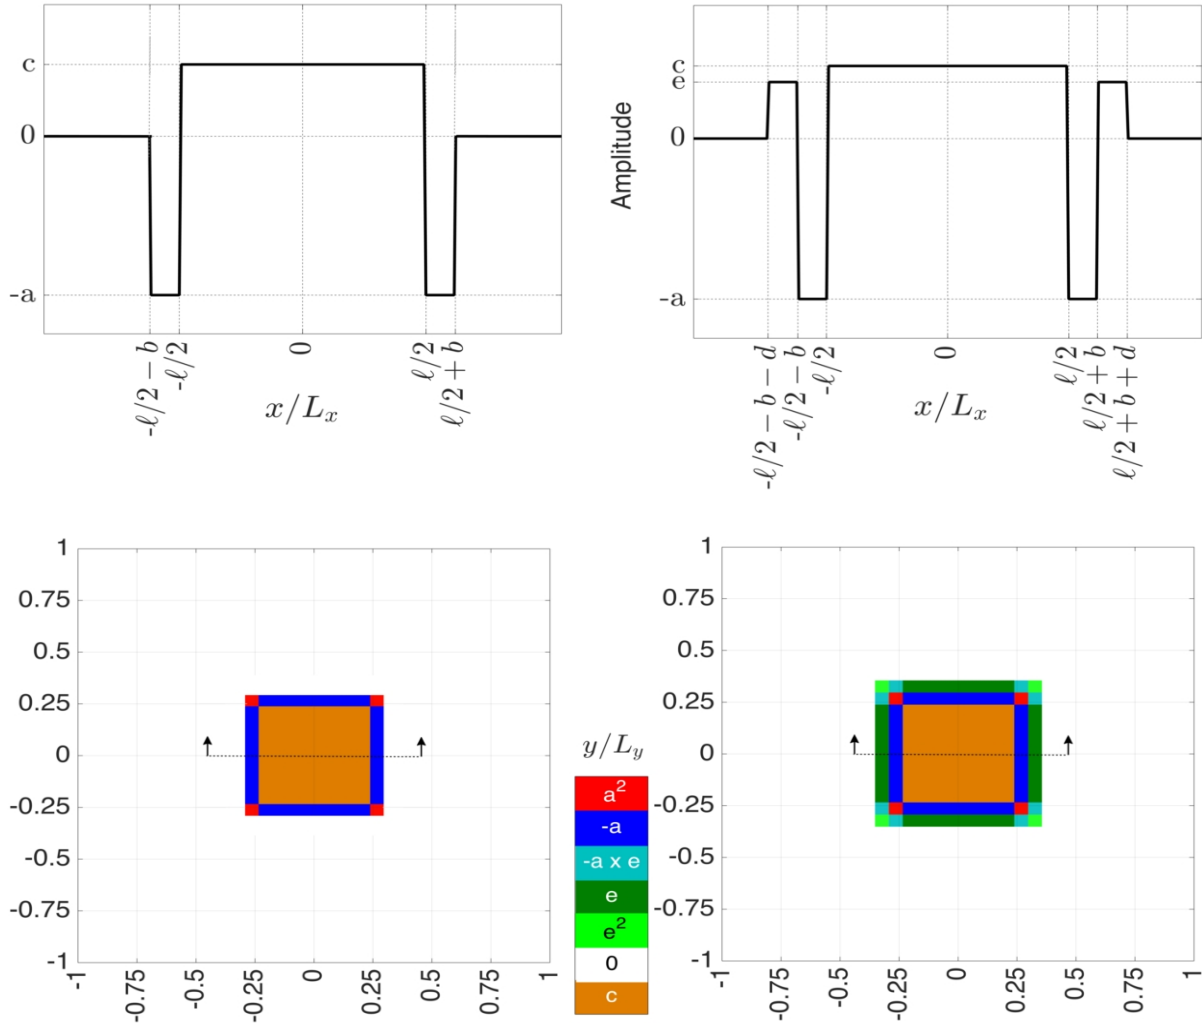 c
0
-a
-ℓ/2 − b
-ℓ/2
0
ℓ/2
ℓ/2 + b
x/Lₓ
Amplitude
c
e
0
-a
-ℓ/2 − b − d
-ℓ/2 − b
-ℓ/2
0
ℓ/2
ℓ/2 + b
ℓ/2 + b + d
x/Lₓ
1
0.75
0.5
0.25
0
-0.25
-0.5
-0.75
-1
-1
-0.75
-0.5
-0.25
0
0.25
0.5
0.75
1
y/L_y
a²
-a
-a x e
e
e²
0
c
1
0.75
0.5
0.25
0
-0.25
-0.5
-0.75
-1
-1
-0.75
-0.5
-0.25
0
0.25
0.5
0.75
1